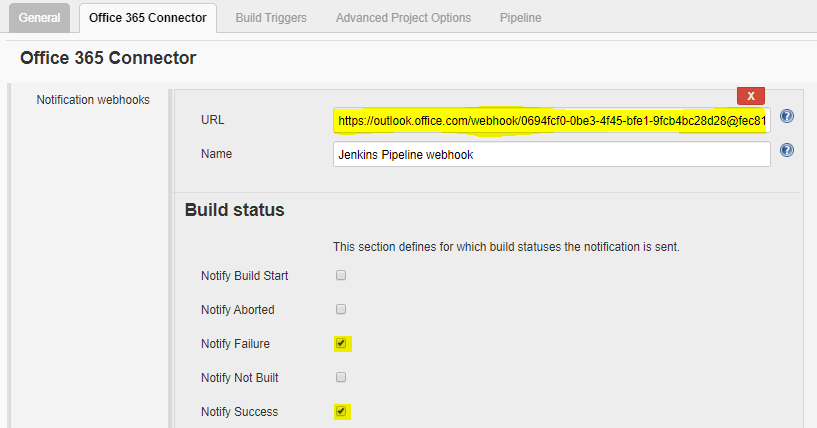 General Office 365 Connector Build Triggers Advanced Project Options Pipeline
Office 365 Connector
Notification webhooks
X
URL https://outlook.office.com/webhook/0694fcf0-0be3-4f45-bfe1-9fcb4bc28d28@fec81 ?
Name Jenkins Pipeline webhook ?
Build status
This section defines for which build statuses the notification is sent.
Notify Build Start
Notify Aborted
Notify Failure
Notify Not Built
Notify Success